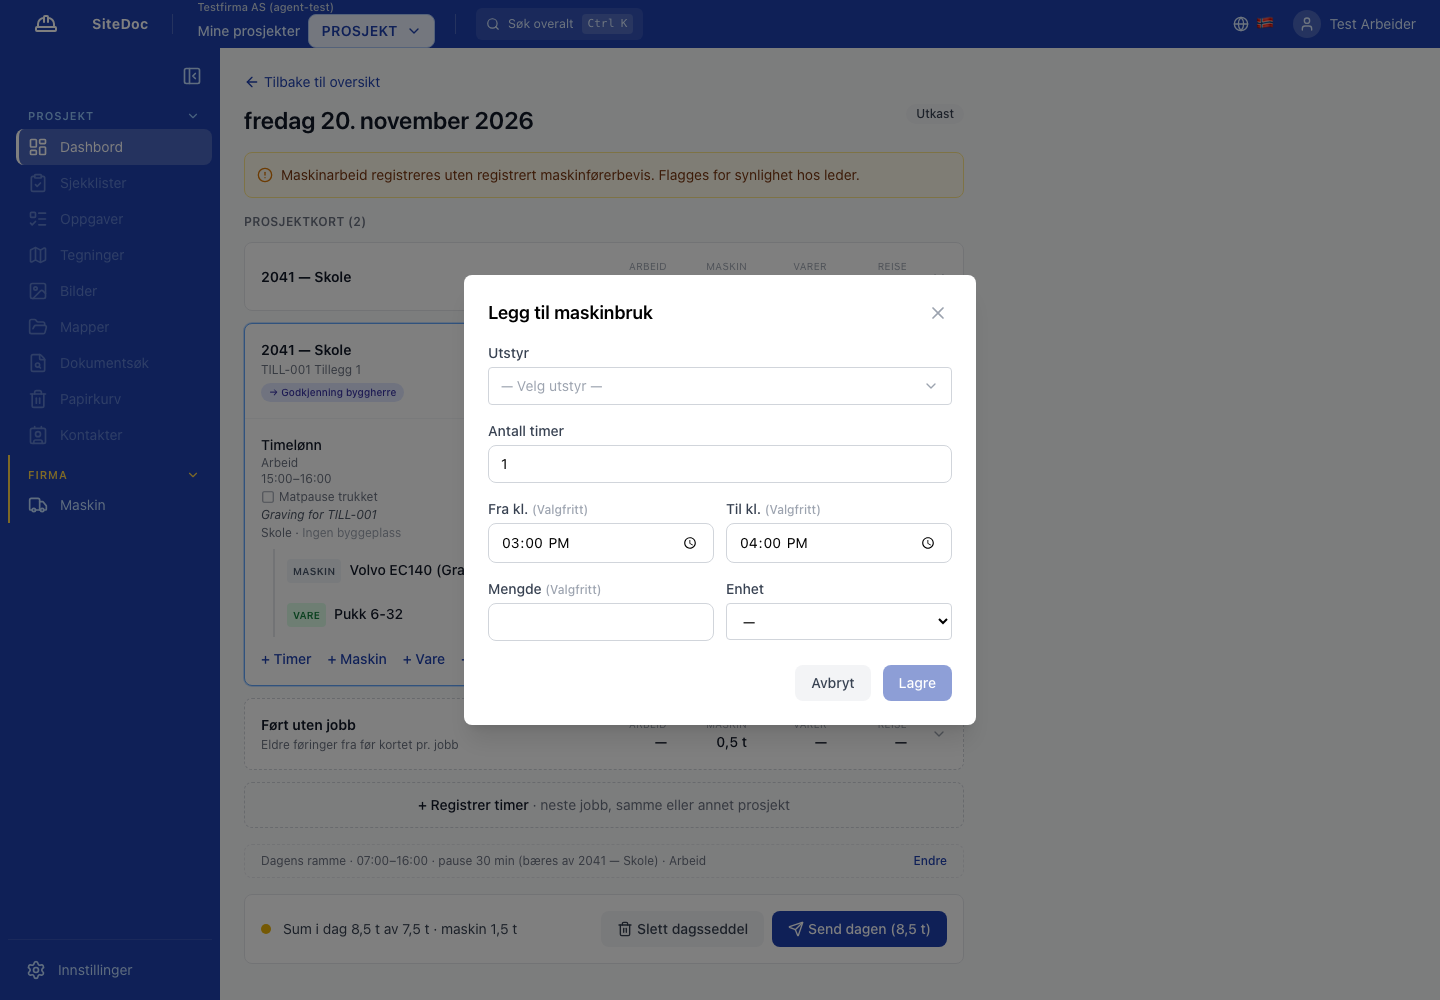 SiteDoc
Testfirma AS (agent-test)
Mine prosjekter
PROSJEKT
Søk overalt
Ctrl K
Test Arbeider
PROSJEKT
Dashbord
Sjekklister
Oppgaver
Tegninger
Bilder
Mapper
Dokumentsøk
Papirkurv
Kontakter
FIRMA
Maskin
Innstillinger
Tilbake til oversikt
fredag 20. november 2026
Utkast
Maskinarbeid registreres uten registrert maskinførerbevis. Flagges for synlighet hos leder.
PROSJEKTKORT (2)
2041 — Skole
ARBEID MASKIN VARER REISE
2041 — Skole
TILL-001 Tillegg 1
→ Godkjenning byggherre
Timelønn
Arbeid
15:00–16:00
Matpause trukket
Graving for TILL-001
Skole · Ingen byggeplass
MASKIN Volvo EC140 (Gra
VARE Pukk 6-32
+ Timer + Maskin + Vare
Legg til maskinbruk
Utstyr
— Velg utstyr —
Antall timer
1
Fra kl. (Valgfritt) Til kl. (Valgfritt)
03:00 PM 04:00 PM
Mengde (Valgfritt) Enhet
—
Avbryt Lagre
Ført uten jobb
Eldre føringer fra før kortet pr. jobb
ARBEID MASKIN VARER REISE
— 0,5 t — —
+ Registrer timer · neste jobb, samme eller annet prosjekt
Dagens ramme · 07:00–16:00 · pause 30 min (bæres av 2041 — Skole) · Arbeid Endre
Sum i dag 8,5 t av 7,5 t · maskin 1,5 t
Slett dagsseddel
Send dagen (8,5 t)